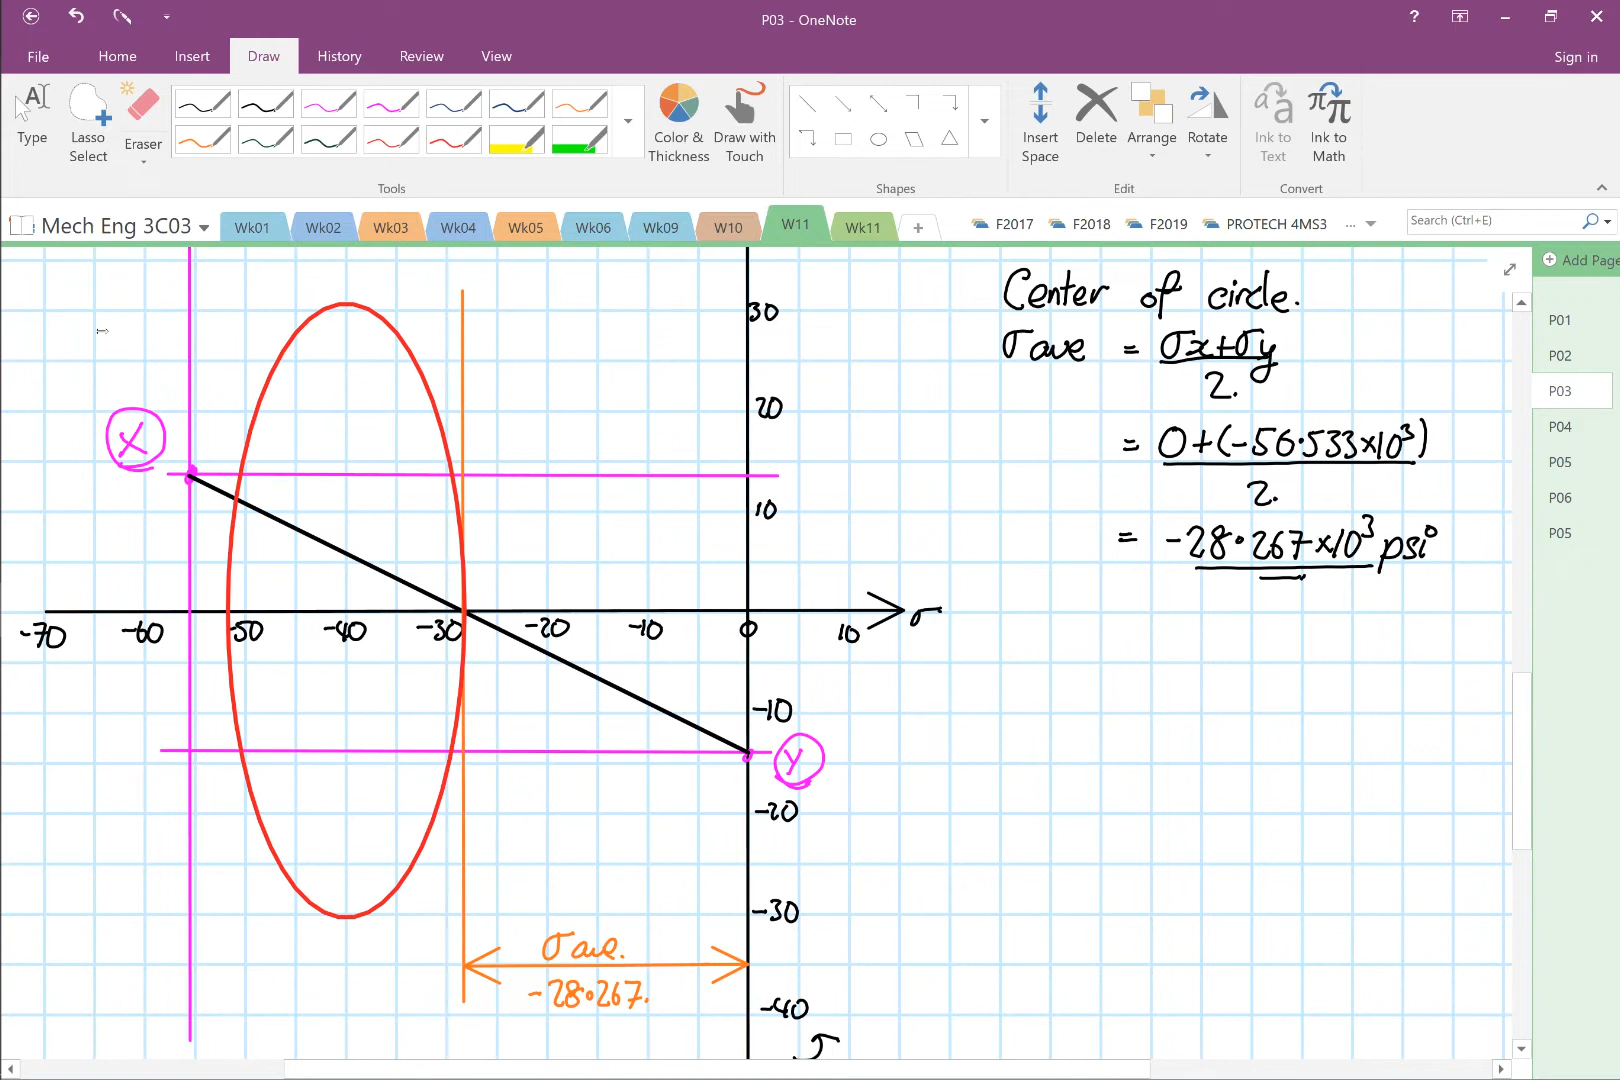 P03 - OneNote
?
File Home Insert Draw History Review View Sign in
Type
Lasso Select
Eraser
Color & Thickness
Draw with Touch
Insert Space
Delete
Arrange
Rotate
Ink to Text
Ink to Math
Tools
Shapes
Edit
Convert
Mech Eng 3C03
Wk01 Wk02 Wk03 Wk04 Wk05 Wk06 Wk09 W10 W11 Wk11 +
F2017 F2018 F2019 PROTECH 4MS3 ...
Search (Ctrl+E)
Add Page
P01
P02
P03
P04
P05
P06
P05
30
20
10
X
-70 -60 -50 -40 -30 -20 -10 0 10 σ
-10
Y
-20
-30
σave.
-28.267.
-40
Center of circle.
σave = σx+σy
2.
= 0+(-56.533×10³)
2.
= -28.267×10³ psi